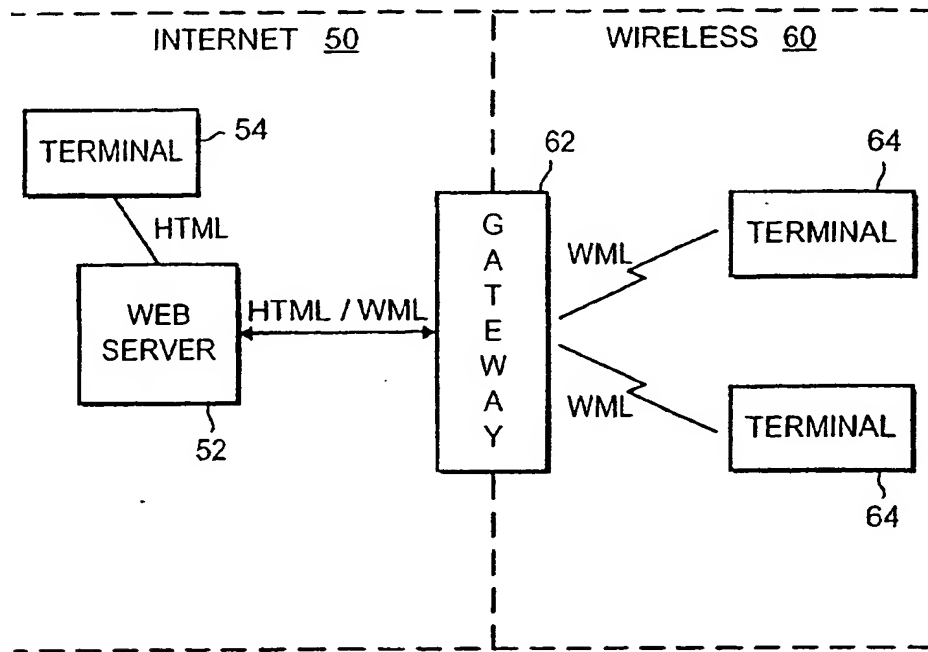 INTERNET 50
WIRELESS 60
TERMINAL
54
HTML
WEB
SERVER
52
HTML / WML
62
GATEWAY
WML
64
TERMINAL
WML
TERMINAL
64